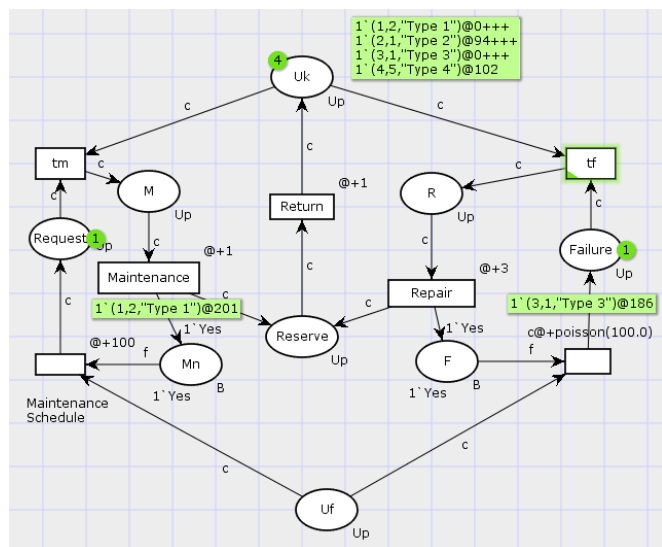 1`(1,2,"Type 1")@0+++
1`(2,1,"Type 2")@94+++
1`(3,1,"Type 3")@0+++
1`(4,5,"Type 4")@102
4
Uk
Up
c
c
tm
c
M
Up
c
c
@+1
Return
c
R
Up
c
tf
c
Request
1
Up
c
@+1
Maintenance
c
1`(1,2,"Type 1")@201
1`Yes
c
Reserve
Up
c
@+3
Repair
1`Yes
Failure
1
Up
1`(3,1,"Type 3")@186
c@+poisson(100.0)
@+100
f
Mn
B
1`Yes
F
B
1`Yes
f
Maintenance
Schedule
c
c
Uf
Up